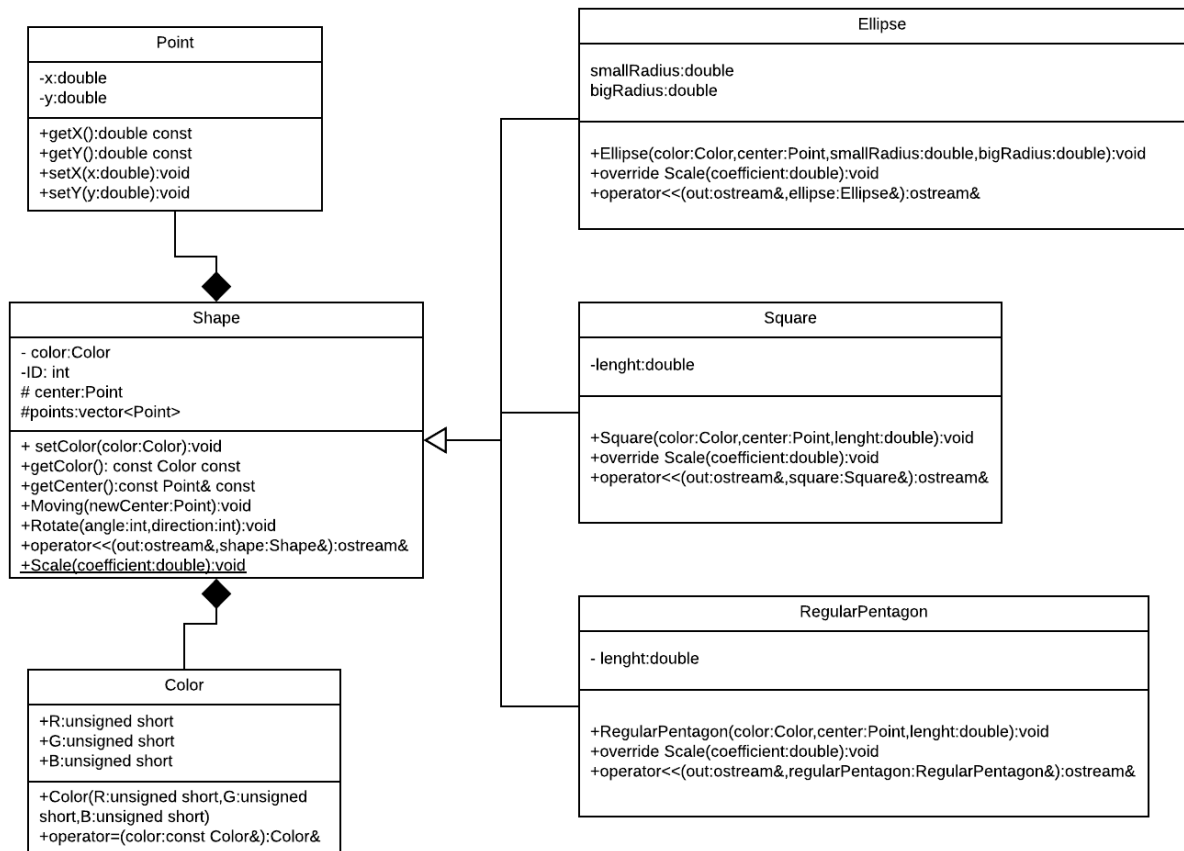 Point
-x:double
-y:double
+getX():double const
+getY():double const
+setX(x:double):void
+setY(y:double):void
Shape
- color:Color
-ID: int
# center:Point
#points:vector<Point>
+ setColor(color:Color):void
+getColor(): const Color const
+getCenter():const Point& const
+Moving(newCenter:Point):void
+Rotate(angle:int,direction:int):void
+operator<<(out:ostream&,shape:Shape&):ostream&
+Scale(coefficient:double):void
Color
+R:unsigned short
+G:unsigned short
+B:unsigned short
+Color(R:unsigned short,G:unsigned
short,B:unsigned short)
+operator=(color:const Color&):Color&
Ellipse
smallRadius:double
bigRadius:double
+Ellipse(color:Color,center:Point,smallRadius:double,bigRadius:double):void
+override Scale(coefficient:double):void
+operator<<(out:ostream&,ellipse:Ellipse&):ostream&
Square
-lenght:double
+Square(color:Color,center:Point,lenght:double):void
+override Scale(coefficient:double):void
+operator<<(out:ostream&,square:Square&):ostream&
RegularPentagon
- lenght:double
+RegularPentagon(color:Color,center:Point,lenght:double):void
+override Scale(coefficient:double):void
+operator<<(out:ostream&,regularPentagon:RegularPentagon&):ostream&